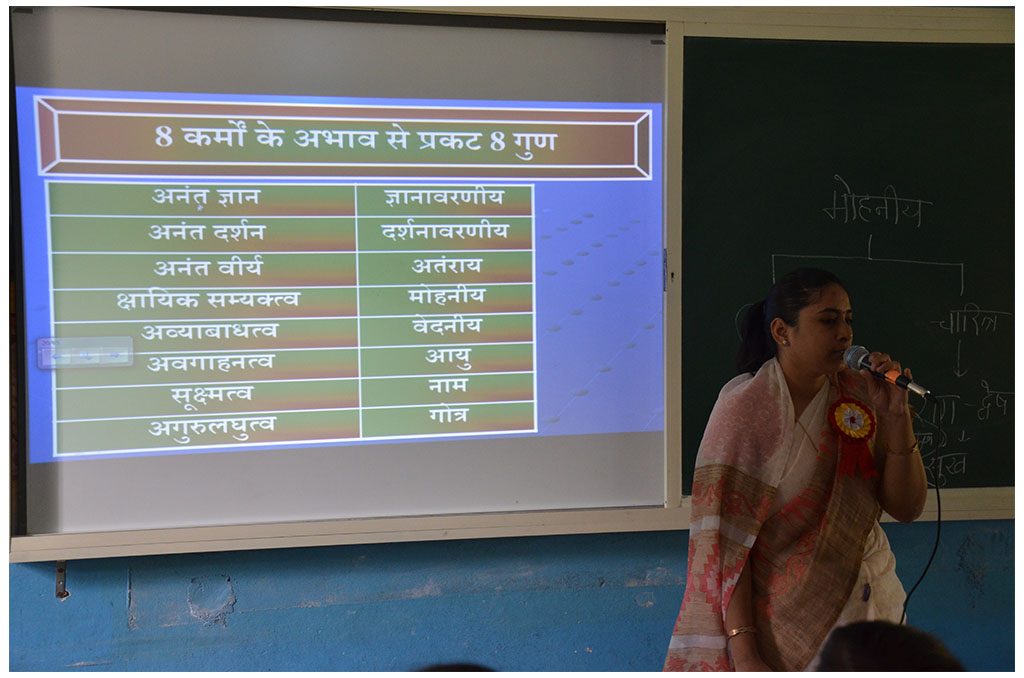 8 कर्मों के अभाव से प्रकट 8 गुण
अनंत ज्ञान ज्ञानावरणीय
अनंत दर्शन दर्शनावरणीय
अनंत वीर्य अतंराय
क्षायिक सम्यक्त्व मोहनीय
अव्याबाधत्व वेदनीय
अवगाहनत्व आयु
सूक्ष्मत्व नाम
अगुरुलघुत्व गोत्र
मोहनीय
चारित्र
राग - द्वेष
सुख